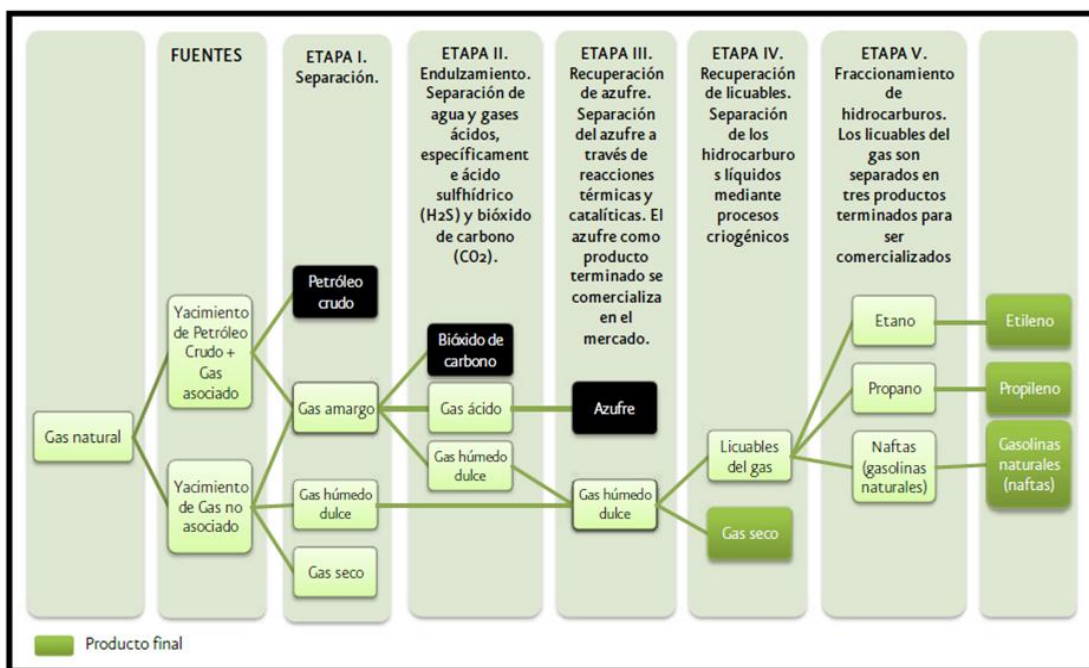 FUENTES
ETAPA I.
Separación.
ETAPA II.
Endulzamiento.
Separación de
agua y gases
ácidos,
específicament
e ácido
sulfhídrico
(H2S) y bióxido
de carbono
(CO2).
ETAPA III.
Recuperación
de azufre.
Separación
del azufre a
través de
reacciones
térmicas y
catalíticas. El
azufre como
producto
terminado se
comercializa
en el
mercado.
ETAPA IV.
Recuperación
de licuables.
Separación
de los
hidrocarburo
s líquidos
mediante
procesos
criogénicos
ETAPA V.
Fraccionamiento
de
hidrocarburos.
Los licuables del
gas son
separados en
tres productos
terminados para
ser
comercializados
Gas natural
Yacimiento
de Petróleo
Crudo +
Gas
asociado
Yacimiento
de Gas no
asociado
Petróleo
crudo
Gas amargo
Gas húmedo
dulce
Gas seco
Bióxido de
carbono
Gas ácido
Gas húmedo
dulce
Azufre
Gas húmedo
dulce
Licuables
del gas
Gas seco
Etano
Propano
Naftas
(gasolinas
naturales)
Etileno
Propileno
Gasolinas
naturales
(naftas)
Producto final